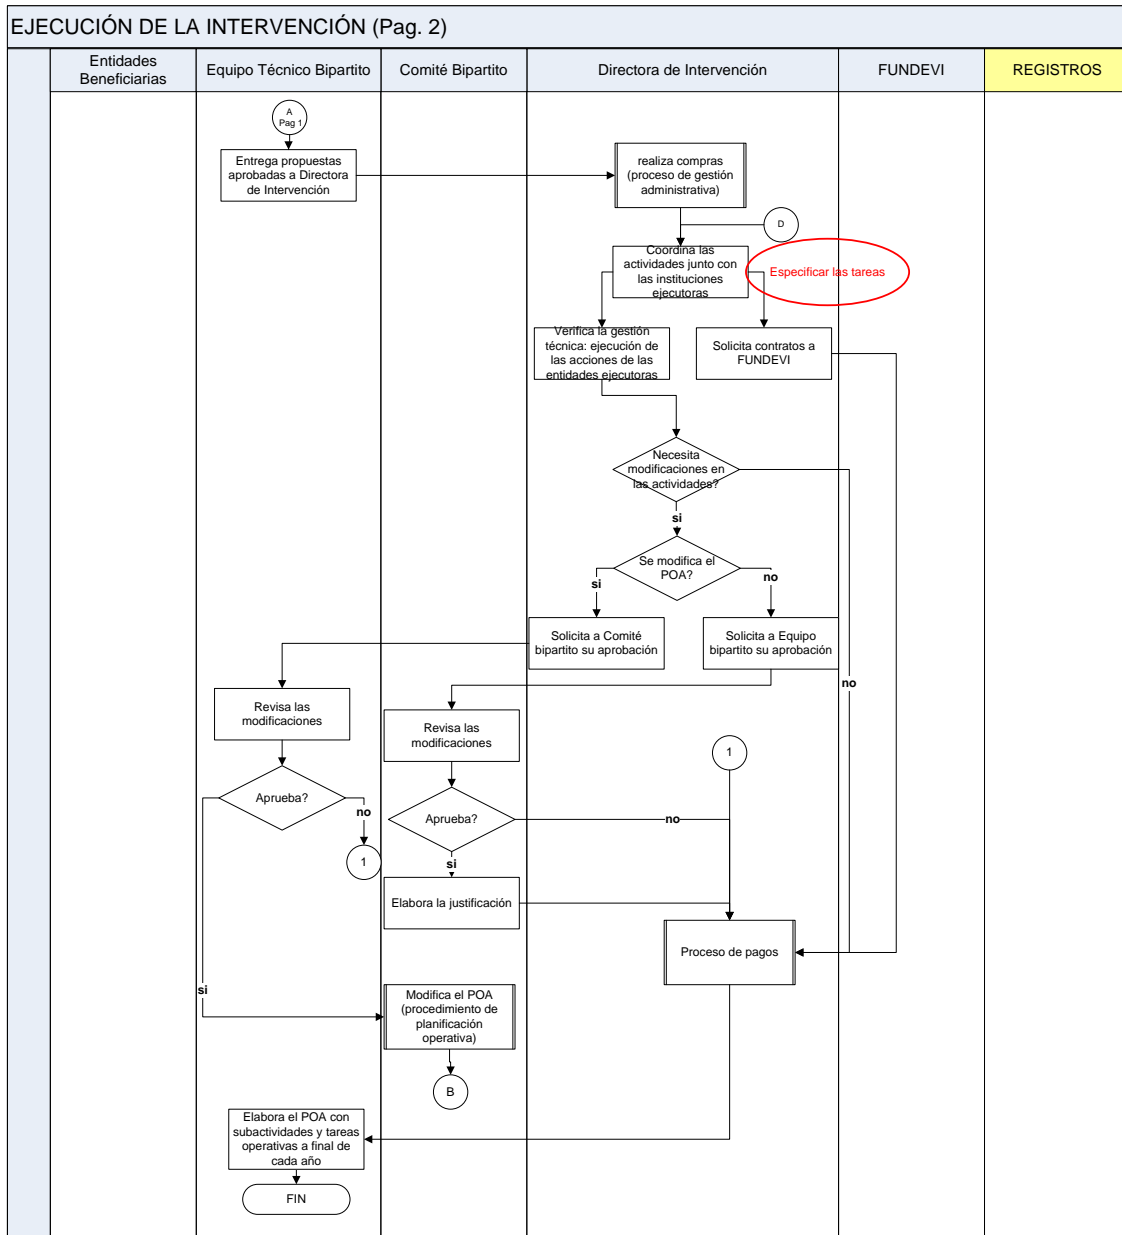 EJECUCIÓN DE LA INTERVENCIÓN (Pag. 2)
Entidades
Beneficiarias
Equipo Técnico Bipartito
Comité Bipartito
Directora de Intervención
FUNDEVI
REGISTROS
A
Pag 1
Entrega propuestas
aprobadas a Directora
de Intervención
realiza compras
(proceso de gestión
administrativa)
D
Coordina las
actividades junto con
las instituciones
ejecutoras
Especificar las tareas
Verifica la gestión
técnica: ejecución de
las acciones de las
entidades ejecutoras
Solicita contratos a
FUNDEVI
Necesita
modificaciones en
las actividades?
si
Se modifica el
POA?
si
no
Solicita a Comité
bipartito su aprobación
Solicita a Equipo
bipartito su aprobación
no
Revisa las
modificaciones
Revisa las
modificaciones
1
Aprueba?
no
Aprueba?
no
1
si
Elabora la justificación
Proceso de pagos
si
Modifica el POA
(procedimiento de
planificación
operativa)
B
Elabora el POA con
subactividades y tareas
operativas a final de
cada año
FIN